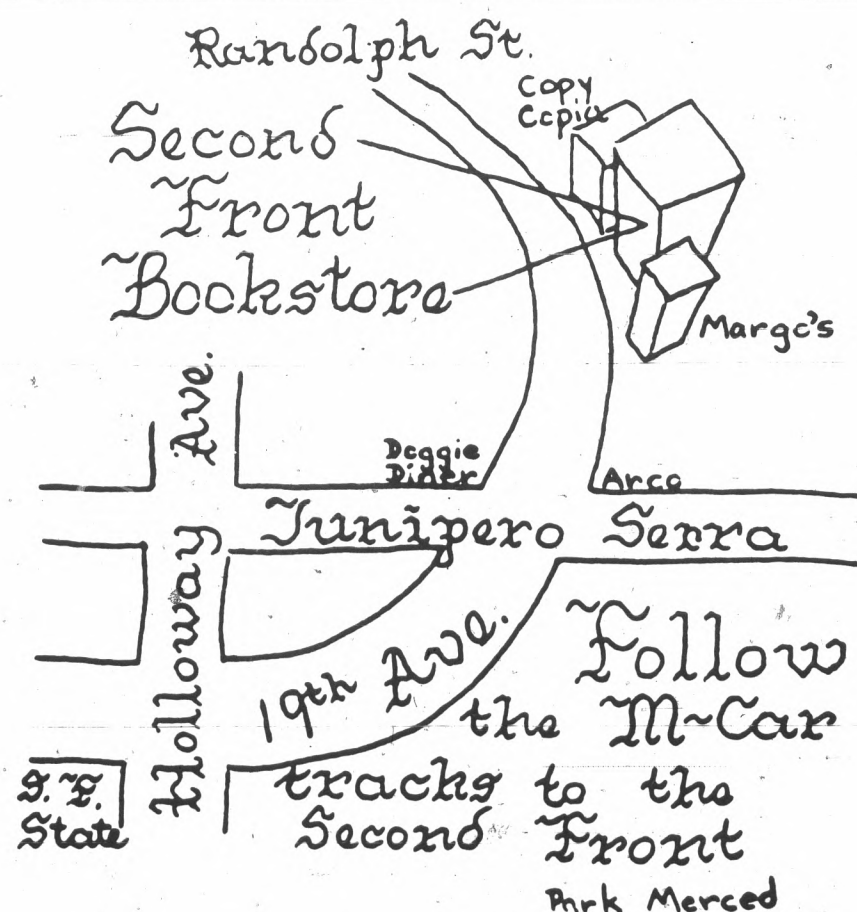 Randolph St.
Copy
Copia
Second
Front
Bookstore
Margo's
Ave.
Doggie
Diner
Arco
Junipero Serra
Holloway
19th Ave.
Follow
the M-Car
tracks to the
Second Front
S.F.
State
Park Merced